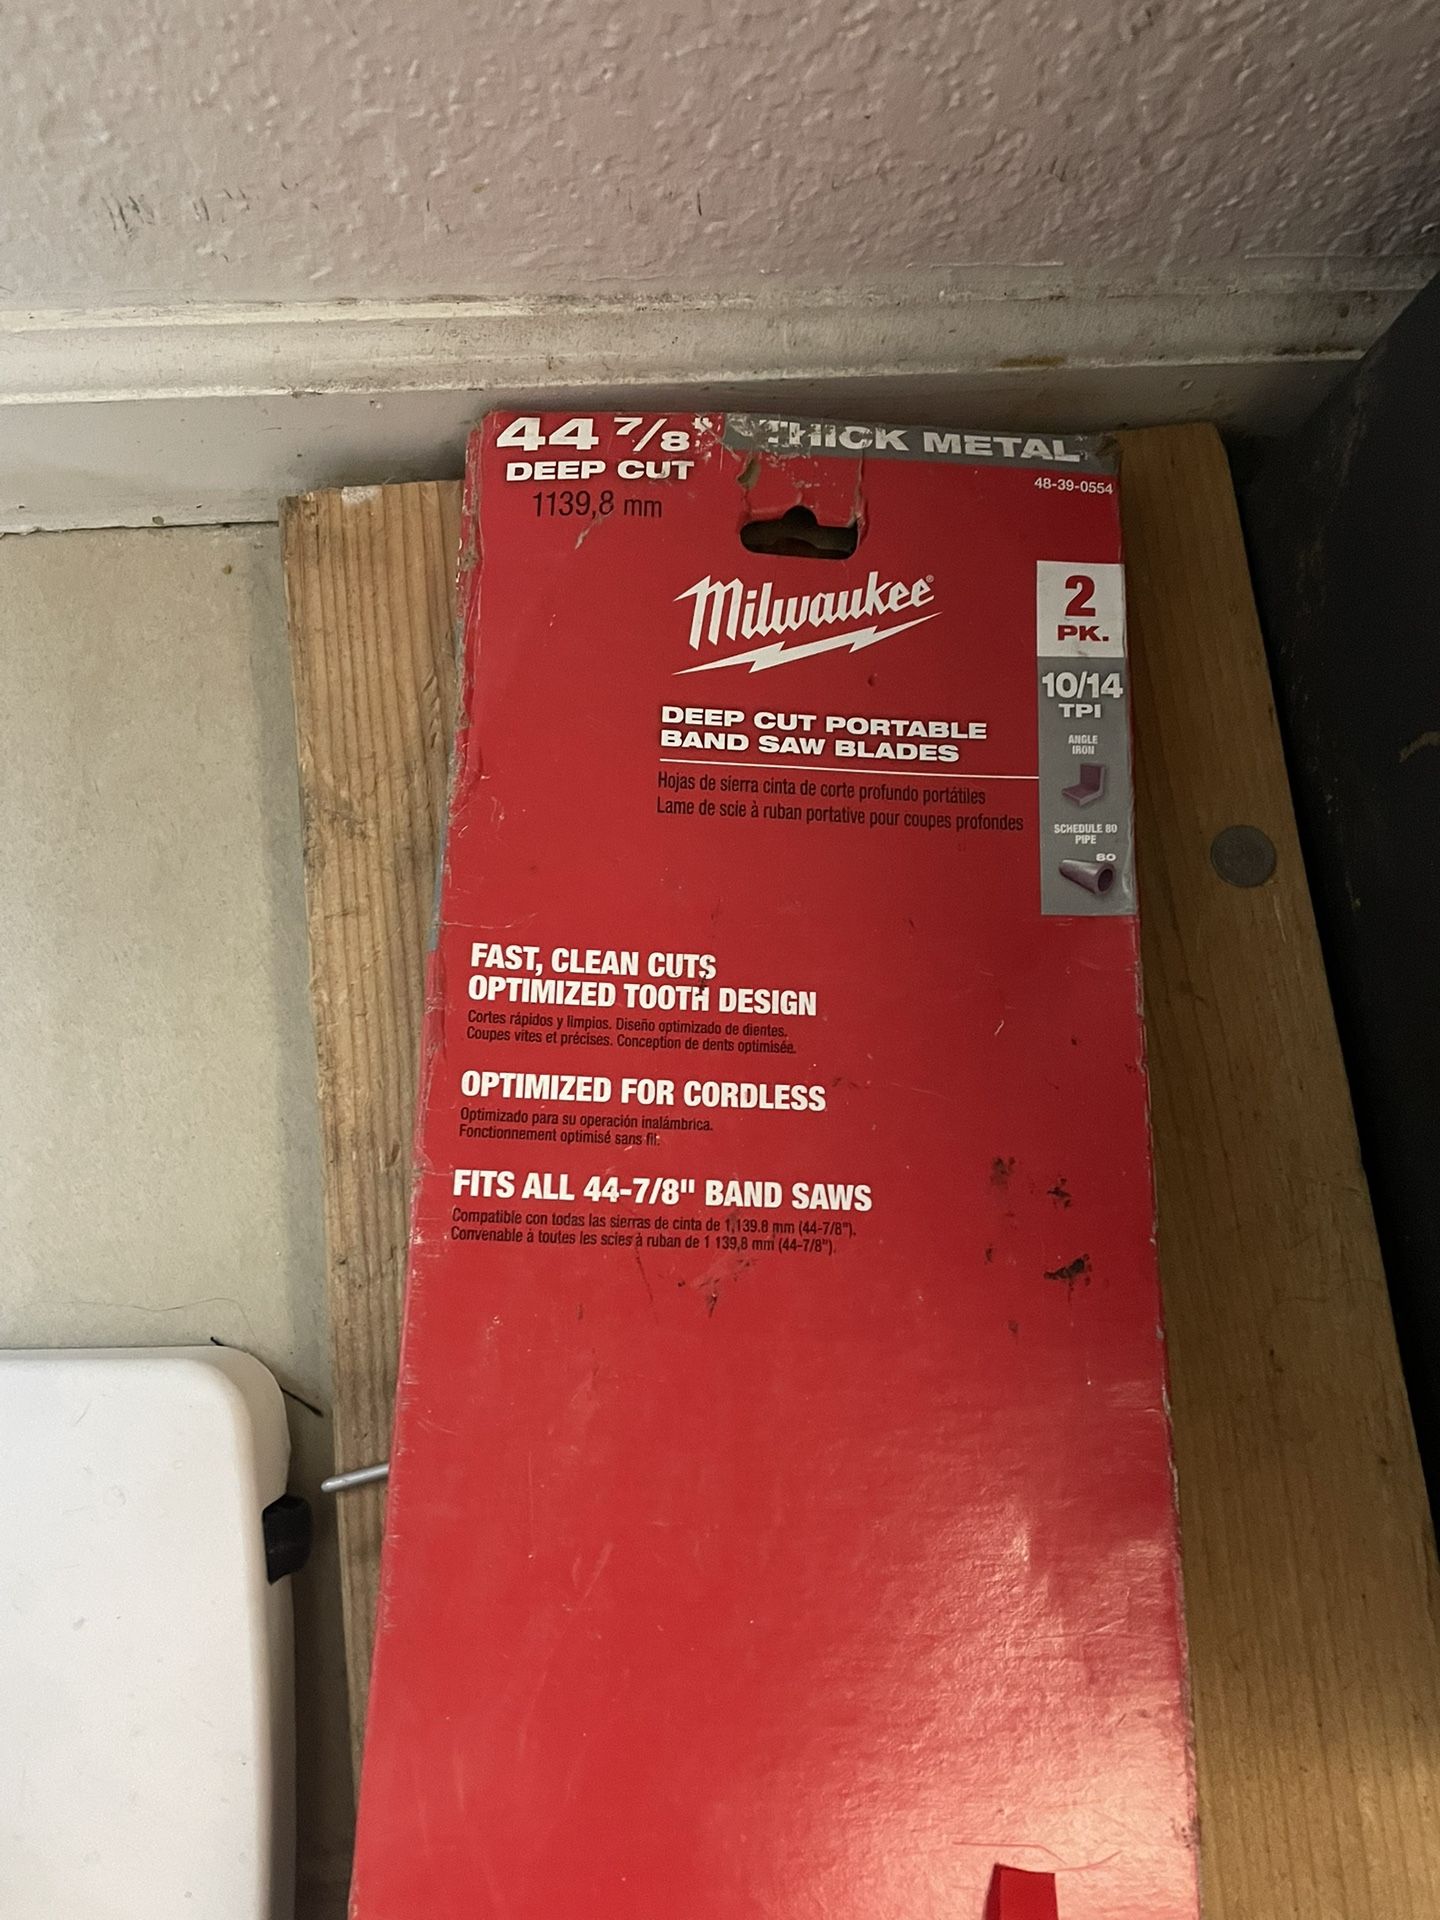 44 7/8"
THICK METAL
DEEP CUT
48-39-0554
1139,8 mm
Milwaukee®
2
PK.
10/14
TPI
DEEP CUT PORTABLE
BAND SAW BLADES
ANGLE
IRON
Hojas de sierra cinta de corte profundo portátiles
Lame de scie à ruban portative pour coupes profondes
SCHEDULE 80
PIPE
80
FAST, CLEAN CUTS
OPTIMIZED TOOTH DESIGN
Cortes rápidos y limpios. Diseño optimizado de dientes.
Coupes vites et précises. Conception de dents optimisée.
OPTIMIZED FOR CORDLESS
Optimizado para su operación inalámbrica.
Fonctionnement optimisé sans fil.
FITS ALL 44-7/8" BAND SAWS
Compatible con todas las sierras de cinta de 1,139.8 mm (44-7/8").
Convenable à toutes les scies à ruban de 1 139,8 mm (44-7/8").